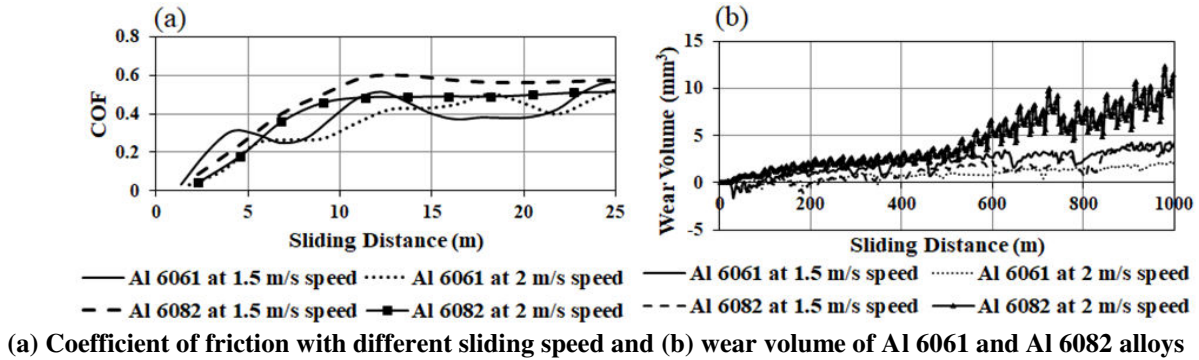 (a)
0.8
0.6
0.4
0.2
0
COF
0 5 10 15 20 25
Sliding Distance (m)
Al 6061 at 1.5 m/s speed
Al 6061 at 2 m/s speed
Al 6082 at 1.5 m/s speed
Al 6082 at 2 m/s speed
(b)
15
10
5
0
-5
Wear Volume (mm³)
0 200 400 600 800 1000
Sliding Distance (m)
Al 6061 at 1.5 m/s speed
Al 6061 at 2 m/s speed
Al 6082 at 1.5 m/s speed
Al 6082 at 2 m/s speed
(a) Coefficient of friction with different sliding speed and (b) wear volume of Al 6061 and Al 6082 alloys